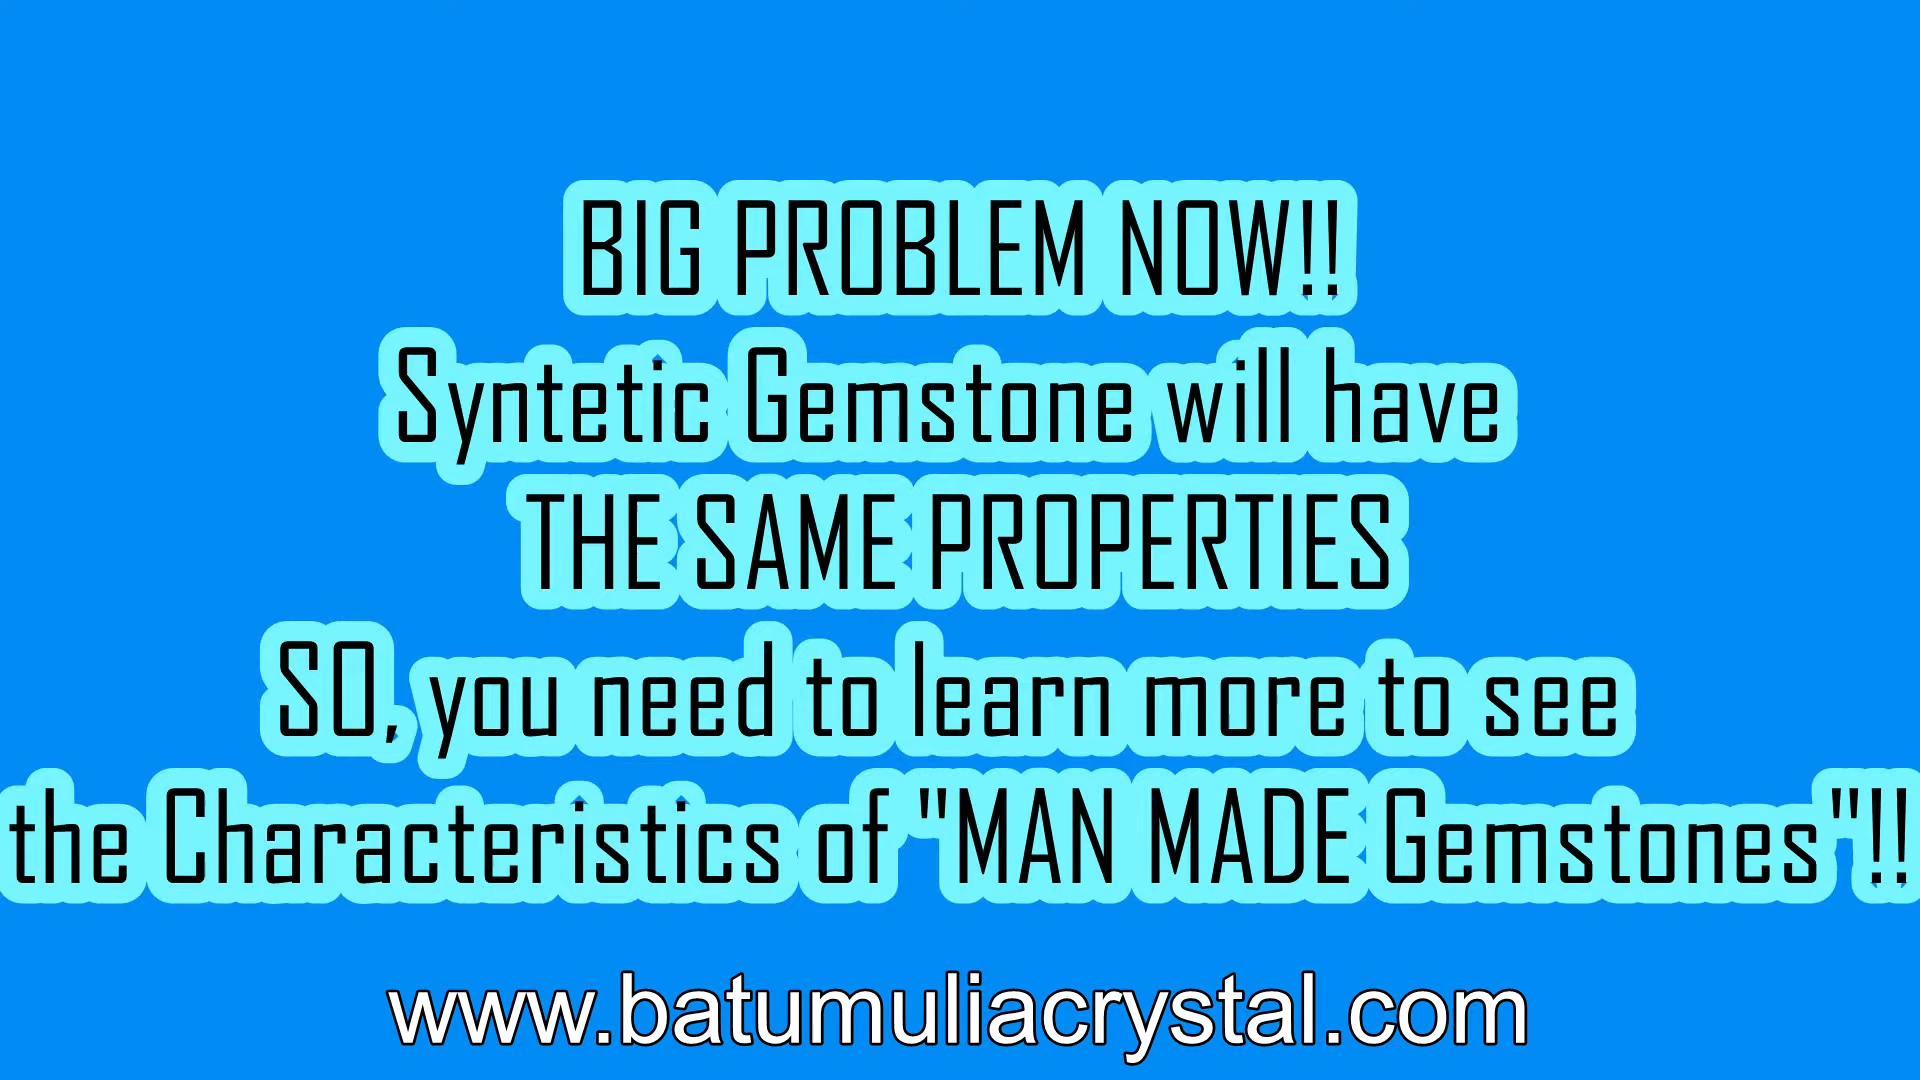 BIG PROBLEM NOW!!
Syntetic Gemstone will have
THE SAME PROPERTIES
SO, you need to learn more to see
the Characteristics of "MAN MADE Gemstones"!!
www.batumuliacrystal.com